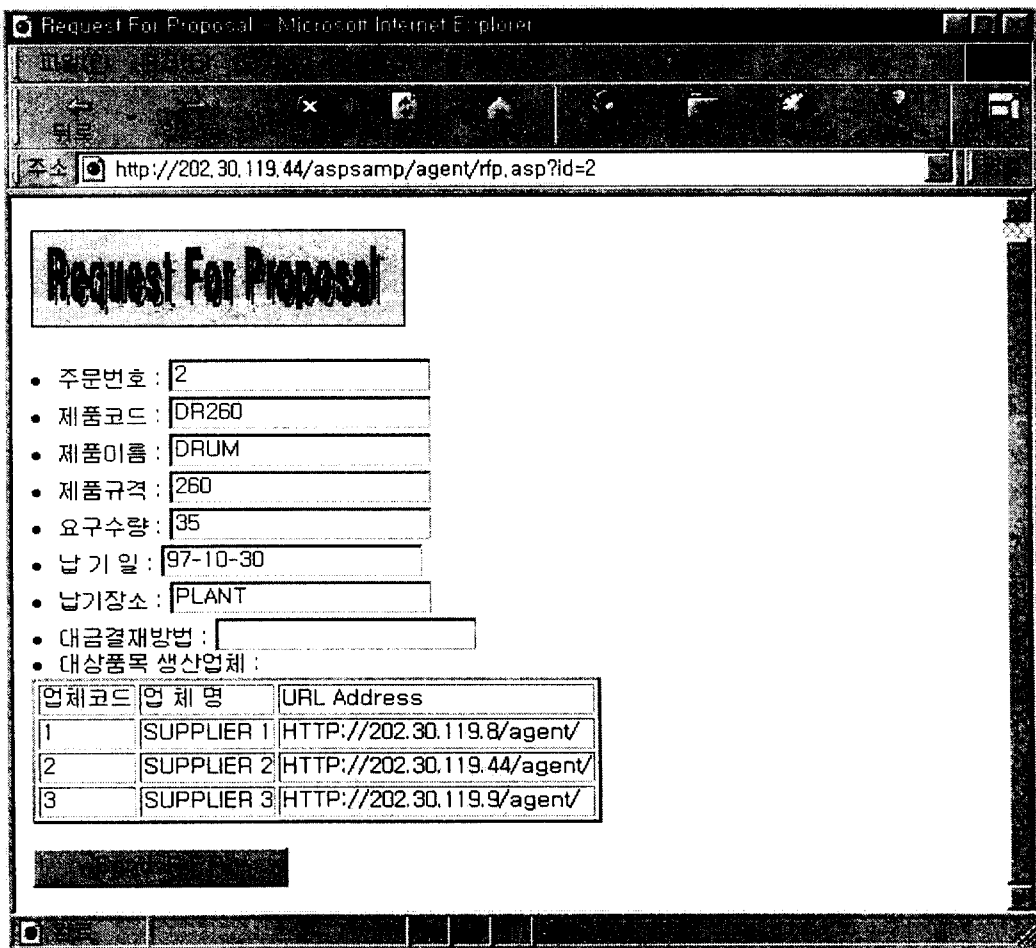 Request For Proposal - Microsoft Internet Explorer
뒤로
주소 http://202.30.119.44/aspsamp/agent/rfp.asp?id=2
Request For Proposal
• 주문번호 : 2
• 제품코드 : DR260
• 제품이름 : DRUM
• 제품규격 : 260
• 요구수량 : 35
• 납 기 일 : 97-10-30
• 납기장소 : PLANT
• 대금결재방법 :
• 대상품목 생산업체 :
업체코드 업 체 명 URL Address
1 SUPPLIER 1 HTTP://202.30.119.8/agent/
2 SUPPLIER 2 HTTP://202.30.119.44/agent/
3 SUPPLIER 3 HTTP://202.30.119.9/agent/